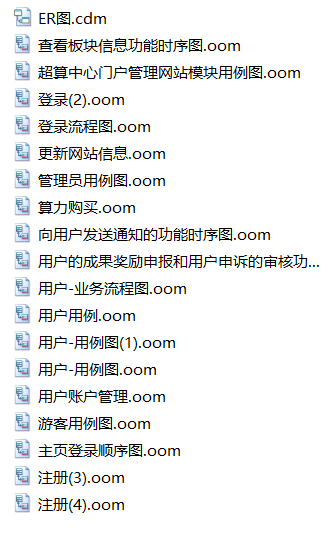 ER图.cdm
查看板块信息功能时序图.oom
超算中心门户管理网站模块用例图.oom
登录(2).oom
登录流程图.oom
更新网站信息.oom
管理员用例图.oom
算力购买.oom
向用户发送通知的功能时序图.oom
用户的成果奖励申报和用户申诉的审核功...
用户-业务流程图.oom
用户用例.oom
用户-用例图(1).oom
用户-用例图.oom
用户账户管理.oom
游客用例图.oom
主页登录顺序图.oom
注册(3).oom
注册(4).oom